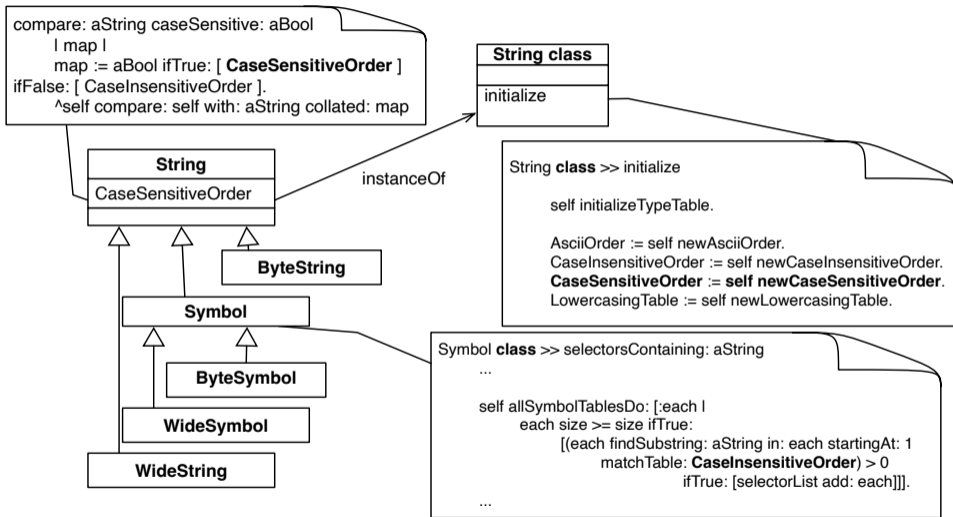 compare: aString caseSensitive: aBool
| map |
map := aBool ifTrue: [ CaseSensitiveOrder ]
ifFalse: [ CaseInsensitiveOrder ].
^self compare: self with: aString collated: map
String class
initialize
String
CaseSensitiveOrder
instanceOf
ByteString
Symbol
ByteSymbol
WideSymbol
WideString
String class >> initialize
self initializeTypeTable.
AsciiOrder := self newAsciiOrder.
CaseInsensitiveOrder := self newCaseInsensitiveOrder.
CaseSensitiveOrder := self newCaseSensitiveOrder.
LowercasingTable := self newLowercasingTable.
Symbol class >> selectorsContaining: aString
...
self allSymbolTablesDo: [:each |
each size >= size ifTrue:
[(each findSubstring: aString in: each startingAt: 1
matchTable: CaseInsensitiveOrder) > 0
ifTrue: [selectorList add: each]]].
...